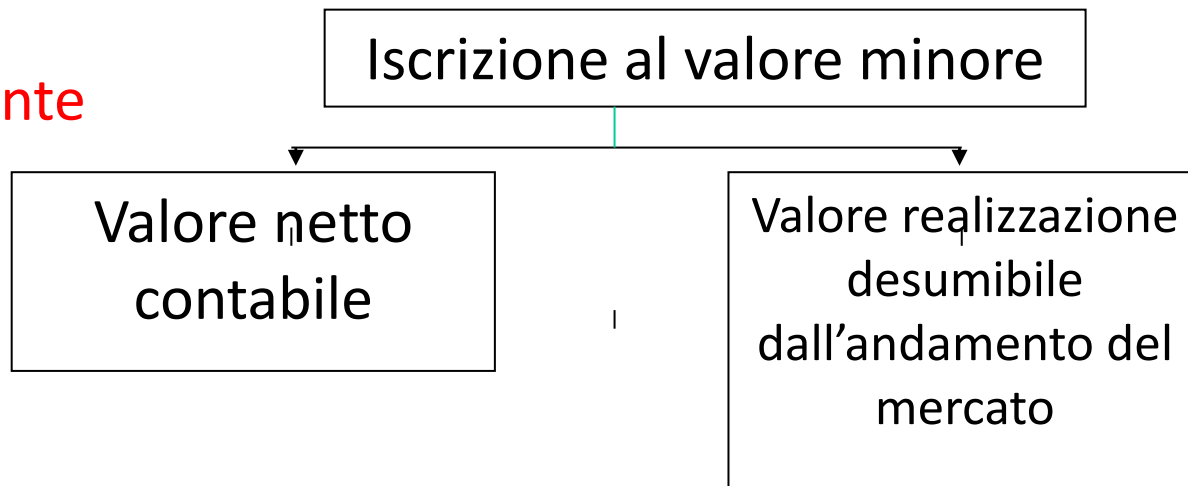 Iscrizione al valore minore
nte
Valore netto
contabile
Valore realizzazione
desumibile
dall’andamento del
mercato